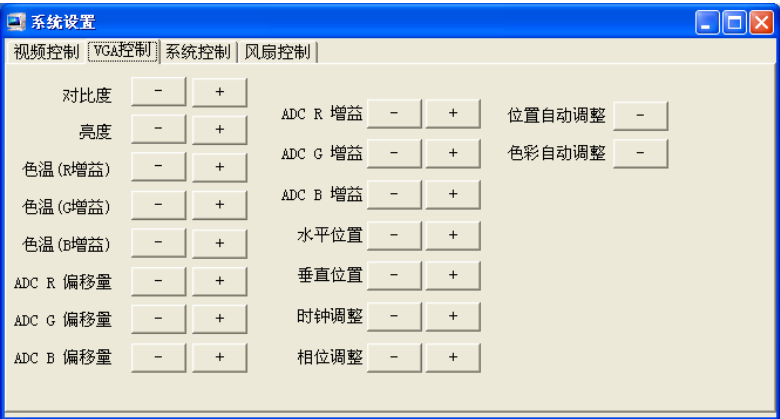 系统设置
视频控制 VGA控制 系统控制 风扇控制
对比度 - +
亮度 - +
色温(R增益) - +
色温(G增益) - +
色温(B增益) - +
ADC R 偏移量 - +
ADC G 偏移量 - +
ADC B 偏移量 - +
ADC R 增益 - +
ADC G 增益 - +
ADC B 增益 - +
水平位置 - +
垂直位置 - +
时钟调整 - +
相位调整 - +
位置自动调整 -
色彩自动调整 -